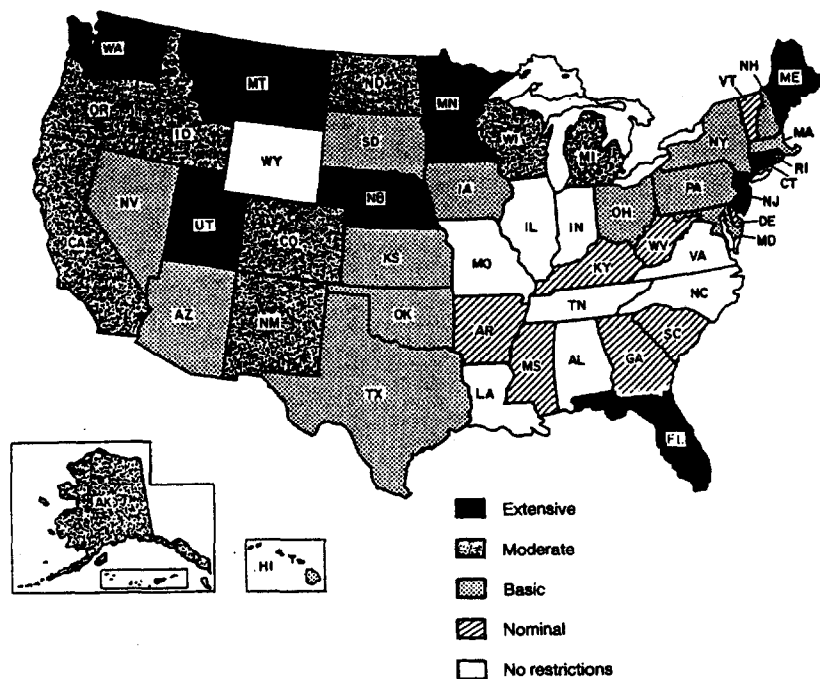 WA
MT
ND
MN
NH
VT
ME
OR
ID
WY
SD
WI
MI
NY
MA
RI
CT
NV
UT
NB
IA
PA
NJ
CA
CO
KS
IL
IN
OH
DE
MD
MO
WV
VA
KY
AZ
NM
OK
TN
NC
AR
SC
TX
MS
AL
GA
LA
FL.
AK
HI
Extensive
Moderate
Basic
Nominal
No restrictions